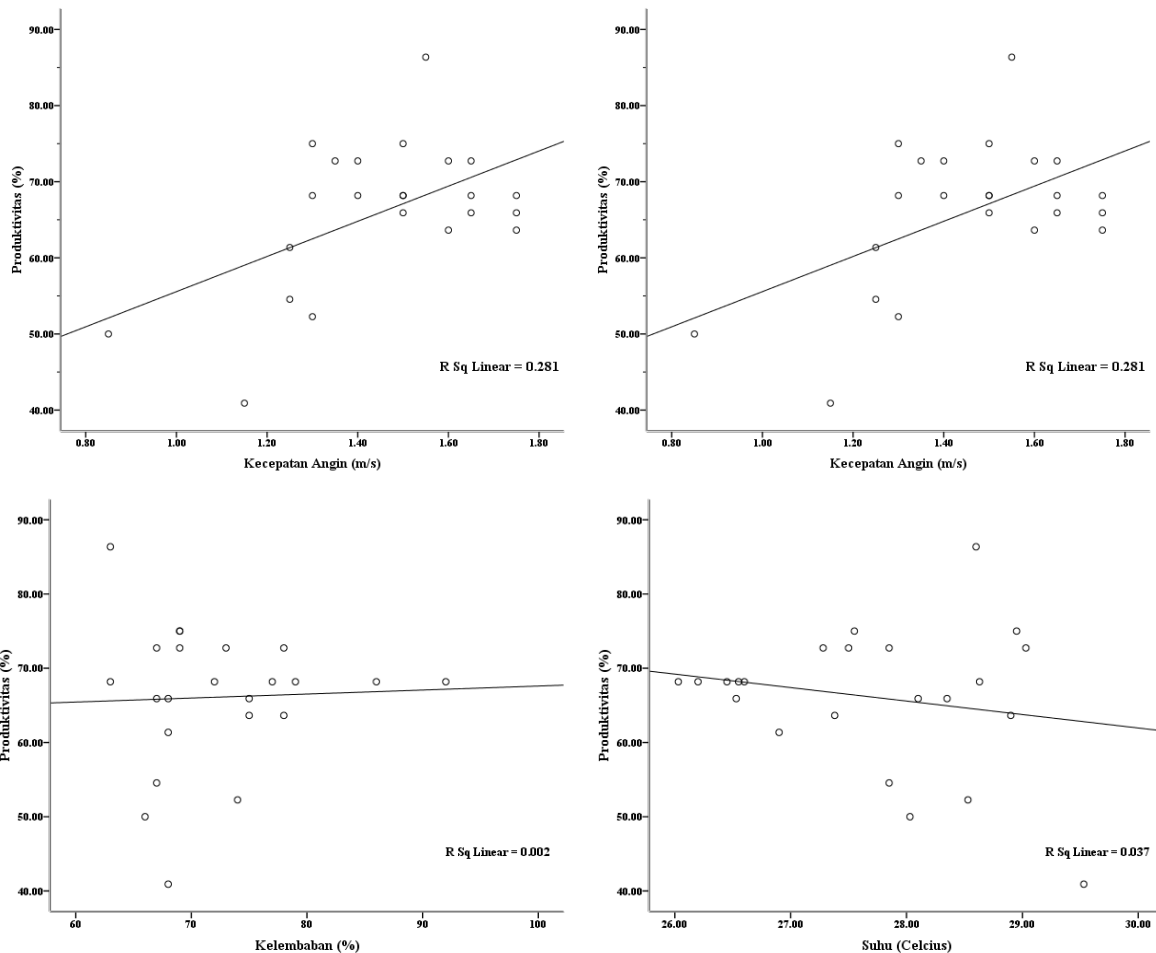 90.00
80.00
70.00
60.00
50.00
40.00
Produktivitas (%)
R Sq Linear = 0.281
0.80 1.00 1.20 1.40 1.60 1.80
Kecepatan Angin (m/s)
90.00
80.00
70.00
60.00
50.00
40.00
Produktivitas (%)
R Sq Linear = 0.281
0.80 1.00 1.20 1.40 1.60 1.80
Kecepatan Angin (m/s)
90.00
80.00
70.00
60.00
50.00
40.00
Produktivitas (%)
R Sq Linear = 0.002
60 70 80 90 100
Kelembaban (%)
90.00
80.00
70.00
60.00
50.00
40.00
Produktivitas (%)
R Sq Linear = 0.037
26.00 27.00 28.00 29.00 30.00
Suhu (Celcius)